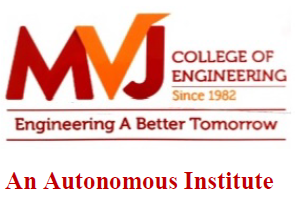 MVJ
COLLEGE OF
ENGINEERING
Since 1982
Engineering A Better Tomorrow
An Autonomous Institute